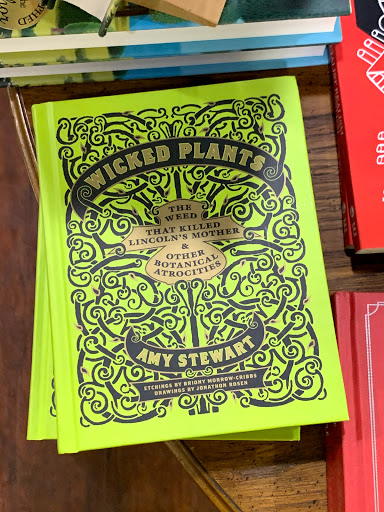 WICKED PLANTS
THE
WEED
THAT KILLED
LINCOLN'S MOTHER
&
OTHER
BOTANICAL
ATROCITIES
AMY STEWART
ETCHINGS BY BRIONY MORROW-CRIBBS
DRAWINGS BY JONATHON ROSEN